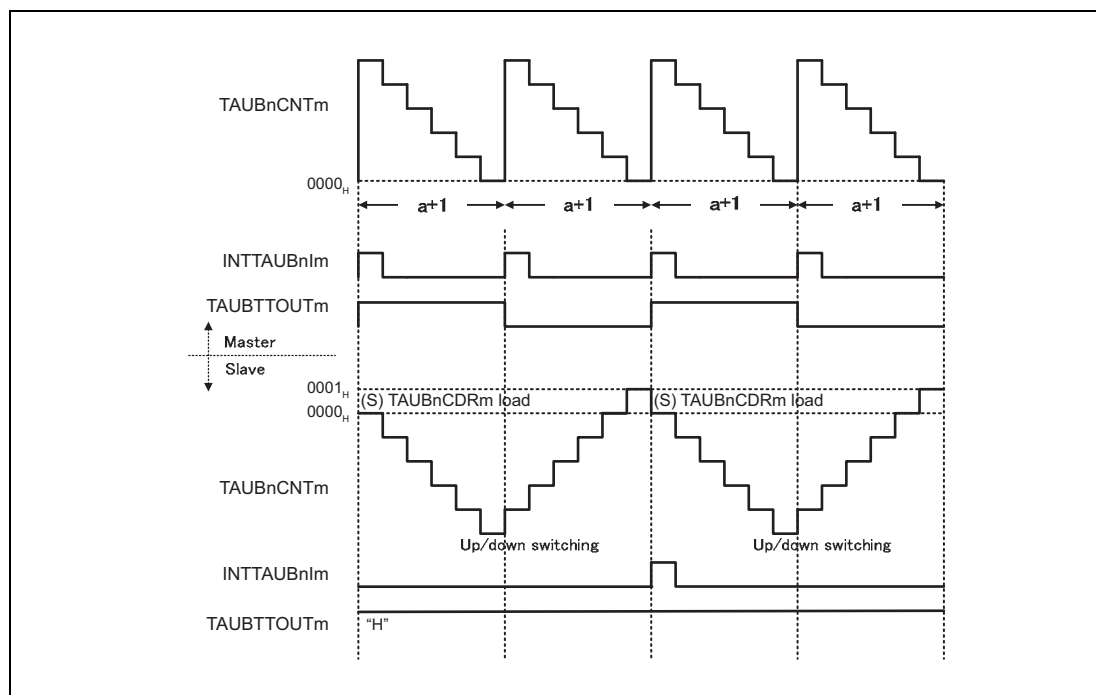 TAUBnCNTm
0000H
a+1 a+1 a+1 a+1
INTTAUBnIm
TAUBTTOUTm
Master
Slave
0001H
(S) TAUBnCDRm load (S) TAUBnCDRm load
0000H
TAUBnCNTm
Up/down switching Up/down switching
INTTAUBnIm
TAUBTTOUTm “H”